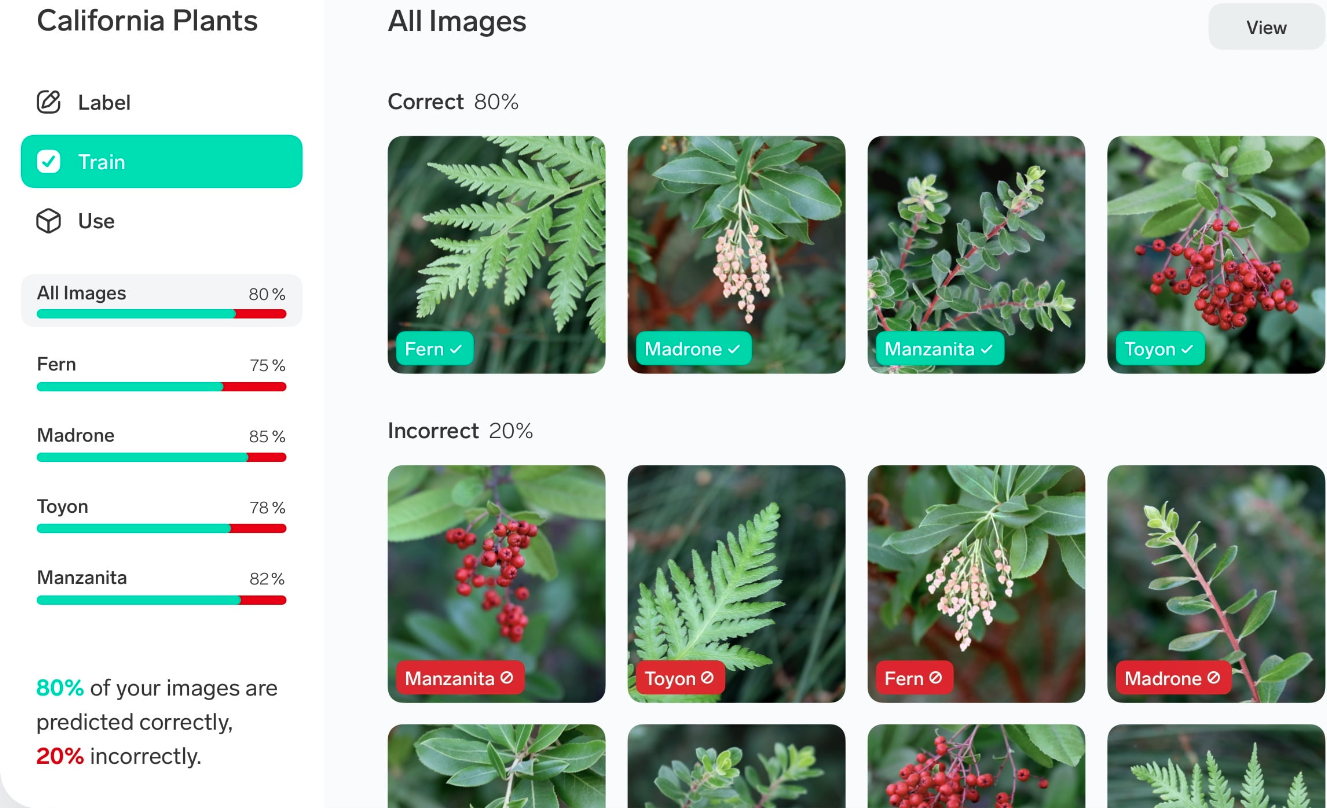 California Plants
Label
Train
Use
All Images 80%
Fern 75%
Madrone 85%
Toyon 78%
Manzanita 82%
80% of your images are
predicted correctly,
20% incorrectly.
All Images
View
Correct 80%
Fern ✓
Madrone ✓
Manzanita ✓
Toyon ✓
Incorrect 20%
Manzanita
Toyon
Fern
Madrone